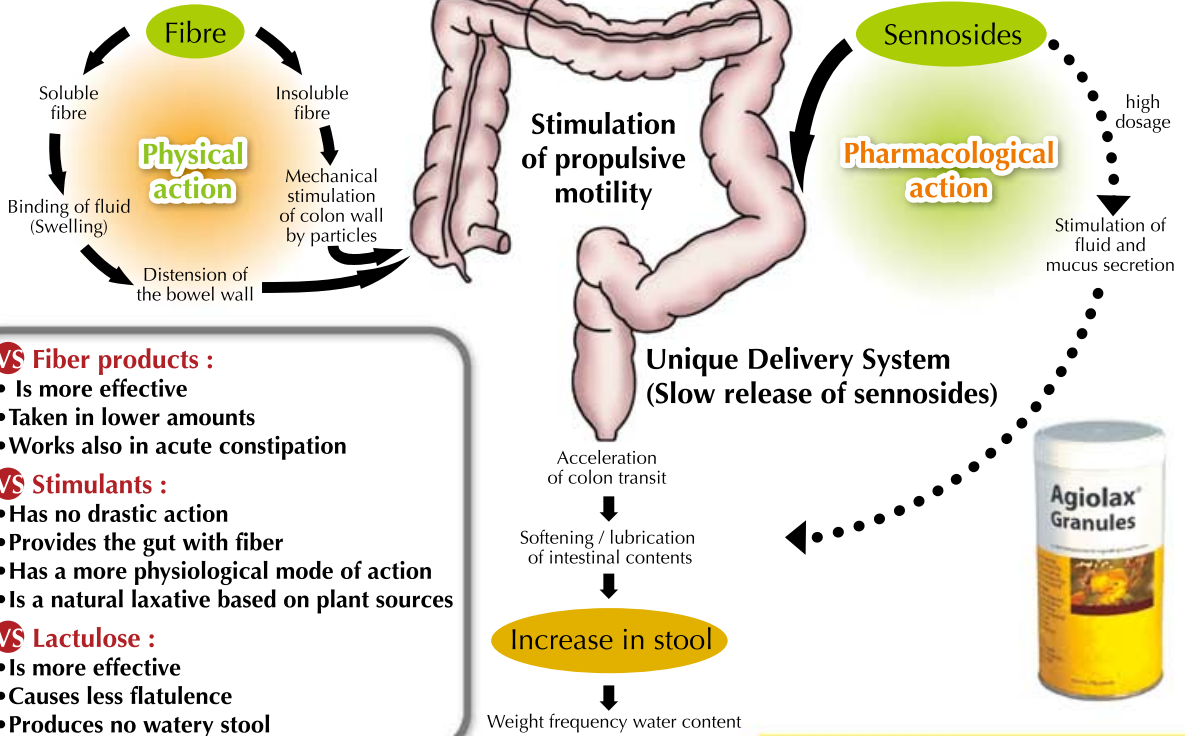 Fibre
Soluble
fibre
Insoluble
fibre
Physical
action
Binding of fluid
(Swelling)
Mechanical
stimulation
of colon wall
by particles
Distension of
the bowel wall
Stimulation
of propulsive
motility
Sennosides
high
dosage
Pharmacological
action
Stimulation of
fluid and
mucus secretion
Unique Delivery System
(Slow release of sennosides)
Acceleration
of colon transit
Softening / lubrication
of intestinal contents
Increase in stool
Weight frequency water content
VS Fiber products :
• Is more effective
•Taken in lower amounts
•Works also in acute constipation
VS Stimulants :
•Has no drastic action
•Provides the gut with fiber
•Has a more physiological mode of action
•Is a natural laxative based on plant sources
VS Lactulose :
•Is more effective
•Causes less flatulence
•Produces no watery stool
Agiolax®
Granules